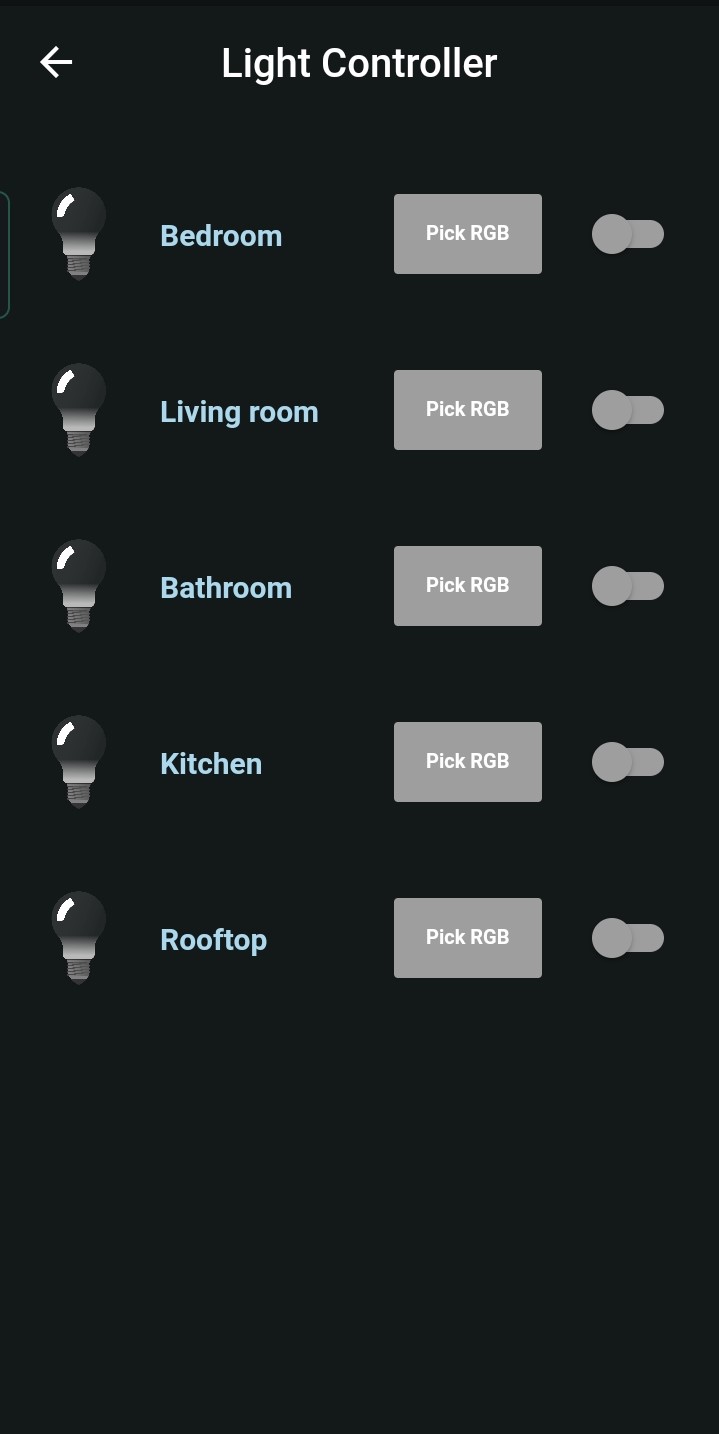 Light Controller
Bedroom Pick RGB
Living room Pick RGB
Bathroom Pick RGB
Kitchen Pick RGB
Rooftop Pick RGB